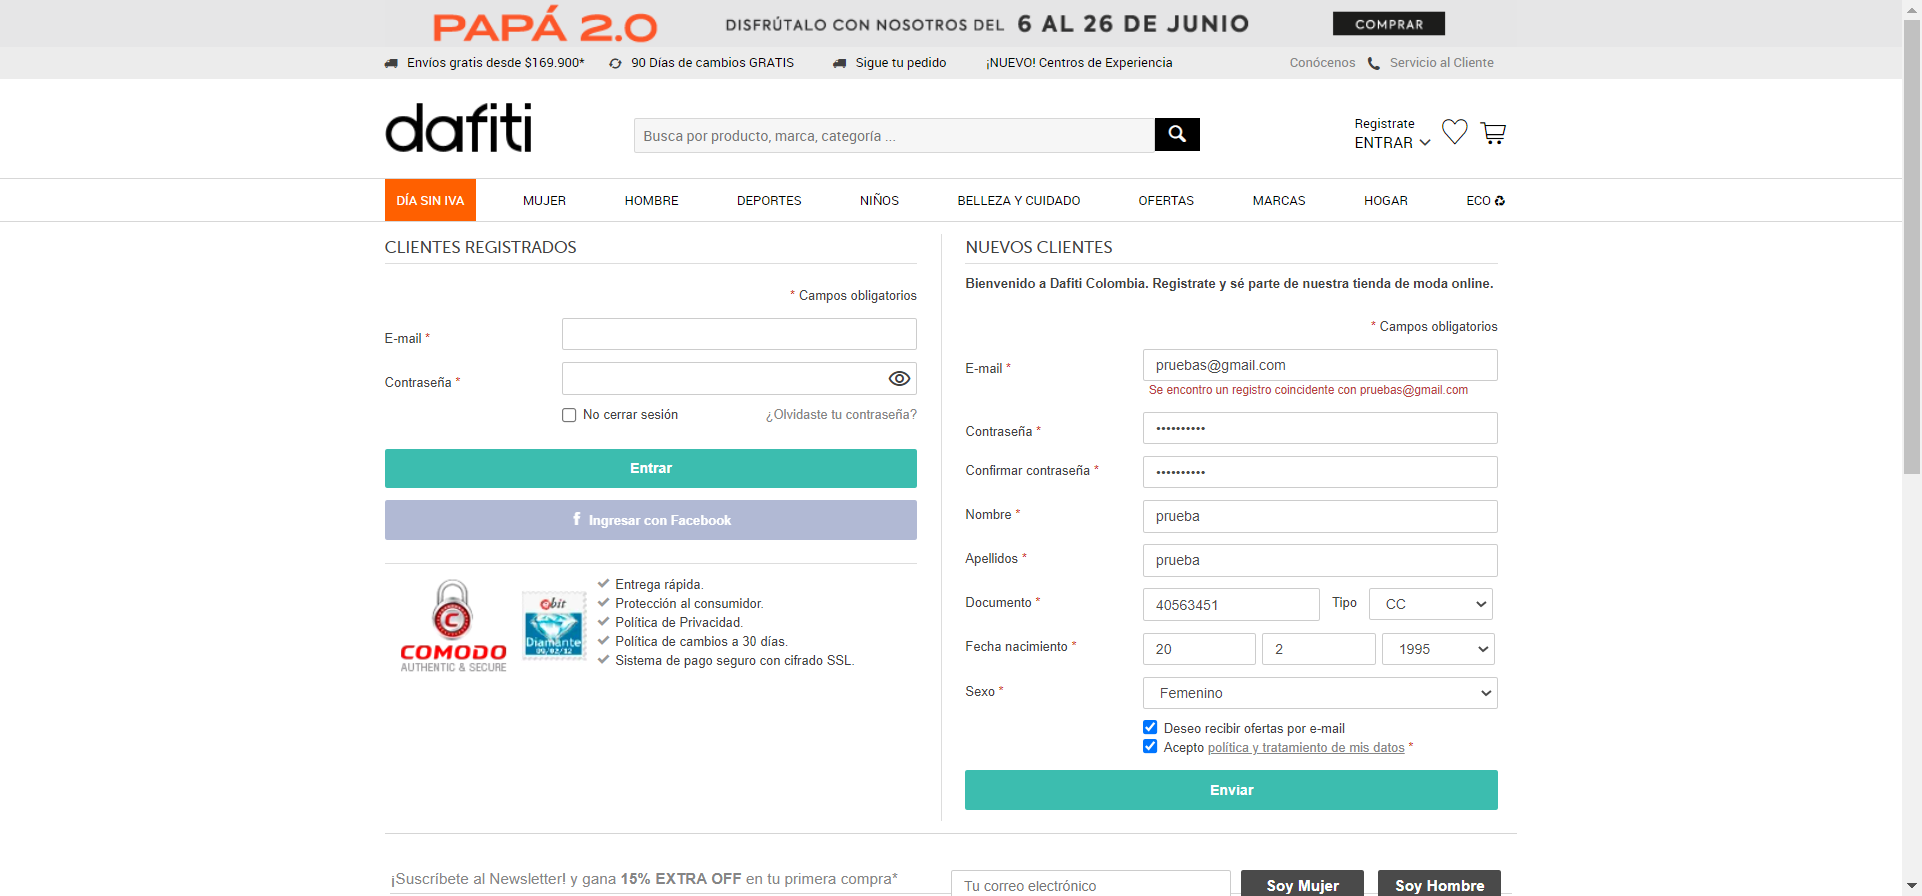 PAPÁ 2.0 DISFRÚTALO CON NOSOTROS DEL 6 AL 26 DE JUNIO COMPRAR
Envíos gratis desde $169.900* 90 Días de cambios GRATIS Sigue tu pedido ¡NUEVO! Centros de Experiencia Conócenos Servicio al Cliente
dafiti
Busca por producto, marca, categoría ...
Registrate
ENTRAR
DÍA SIN IVA MUJER HOMBRE DEPORTES NIÑOS BELLEZA Y CUIDADO OFERTAS MARCAS HOGAR ECO
CLIENTES REGISTRADOS
* Campos obligatorios
E-mail *
Contraseña *
No cerrar sesión ¿Olvidaste tu contraseña?
Entrar
f Ingresar con Facebook
C
COMODO
AUTHENTIC & SECURE
ebit
Diamante
09/02/12
Entrega rápida.
Protección al consumidor.
Política de Privacidad.
Política de cambios a 30 días.
Sistema de pago seguro con cifrado SSL.
NUEVOS CLIENTES
Bienvenido a Dafiti Colombia. Registrate y sé parte de nuestra tienda de moda online.
* Campos obligatorios
E-mail * pruebas@gmail.com
Se encontro un registro coincidente con pruebas@gmail.com
Contraseña * ••••••••••
Confirmar contraseña * ••••••••••
Nombre * prueba
Apellidos * prueba
Documento * 40563451 Tipo CC
Fecha nacimiento * 20 2 1995
Sexo * Femenino
Deseo recibir ofertas por e-mail
Acepto política y tratamiento de mis datos *
Enviar
¡Suscríbete al Newsletter! y gana 15% EXTRA OFF en tu primera compra* Tu correo electrónico Soy Mujer Soy Hombre